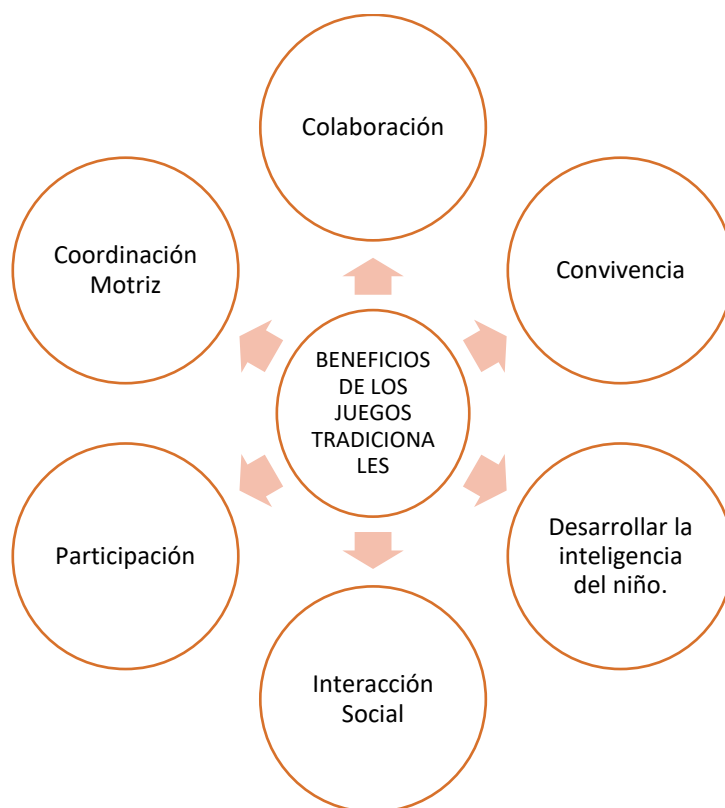 Colaboración
Coordinación
Motriz
Convivencia
BENEFICIOS
DE LOS
JUEGOS
TRADICIONA
LES
Participación
Desarrollar la
inteligencia
del niño.
Interacción
Social